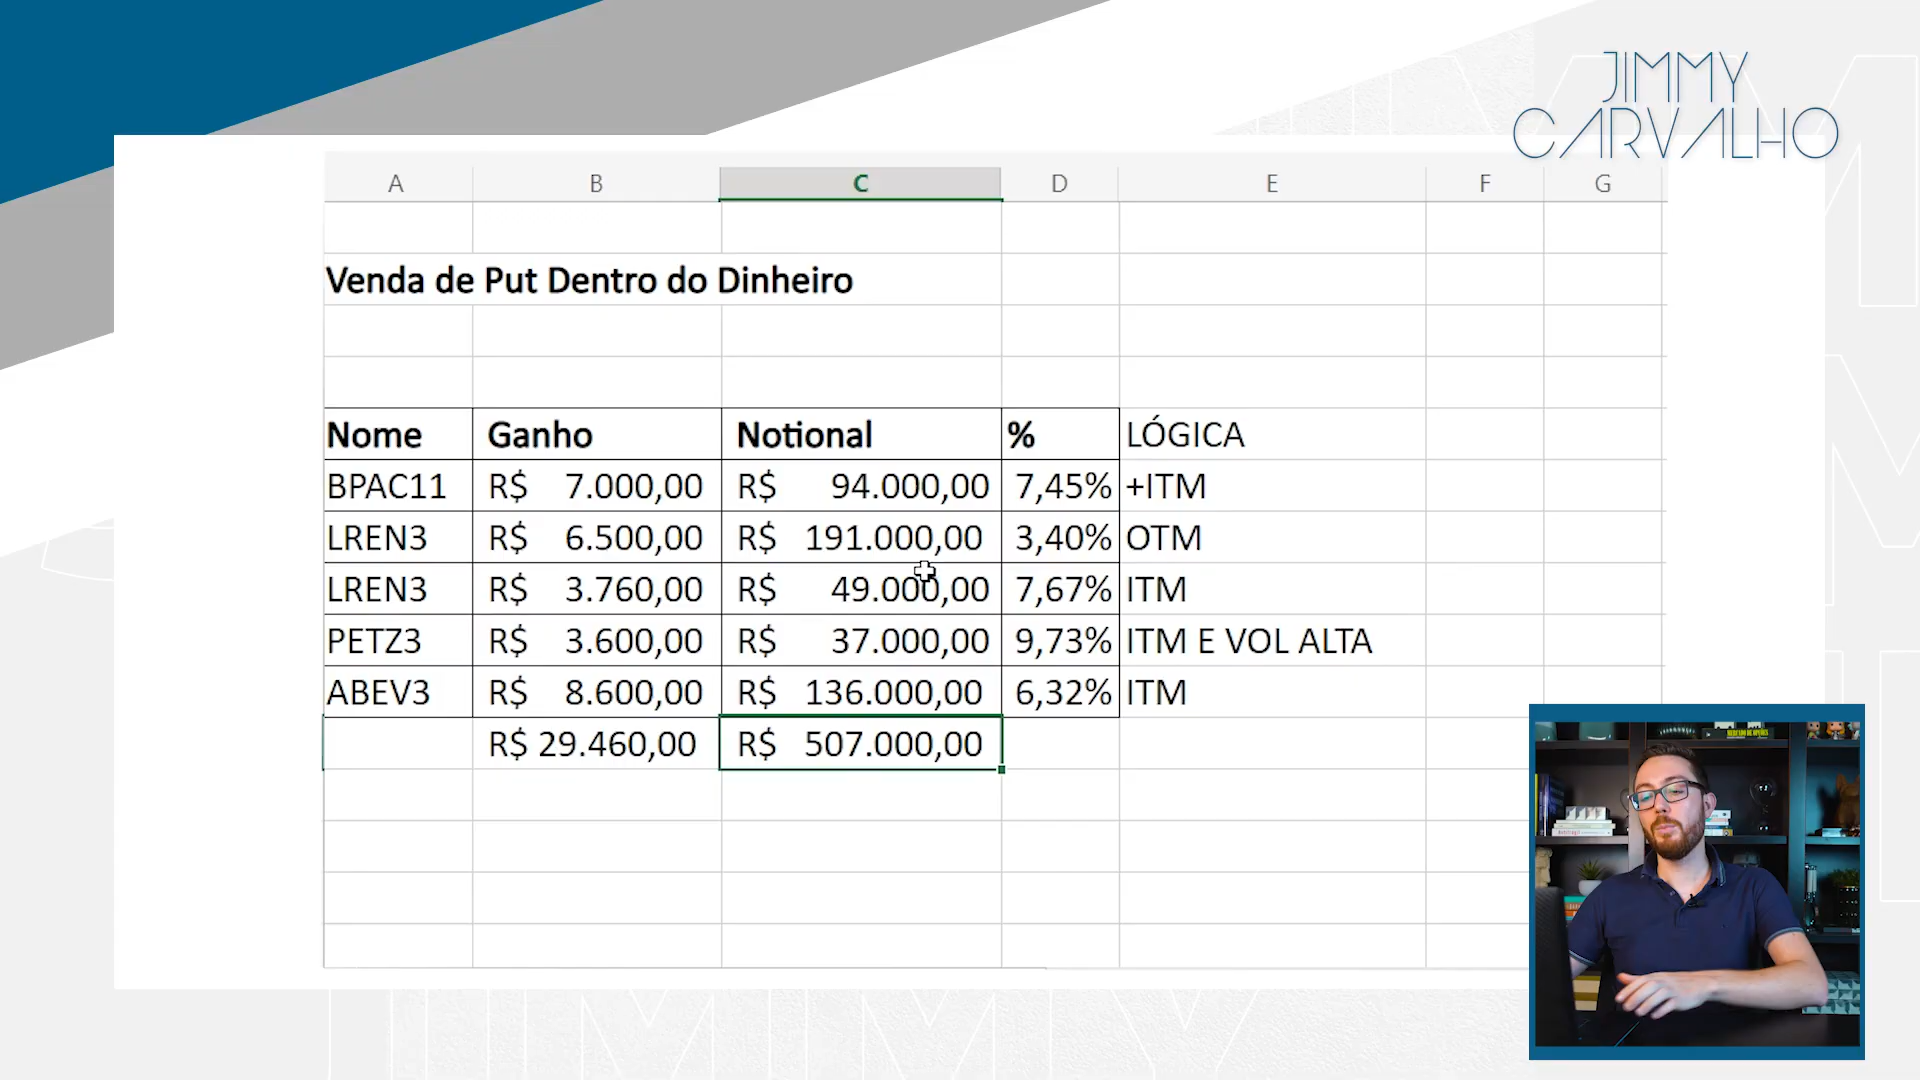 JIMMY
CARVALHO
A B C D E F G
Venda de Put Dentro do Dinheiro
Nome Ganho Notional % LÓGICA
BPAC11 R$ 7.000,00 R$ 94.000,00 7,45% +ITM
LREN3 R$ 6.500,00 R$ 191.000,00 3,40% OTM
LREN3 R$ 3.760,00 R$ 49.000,00 7,67% ITM
PETZ3 R$ 3.600,00 R$ 37.000,00 9,73% ITM E VOL ALTA
ABEV3 R$ 8.600,00 R$ 136.000,00 6,32% ITM
R$ 29.460,00 R$ 507.000,00